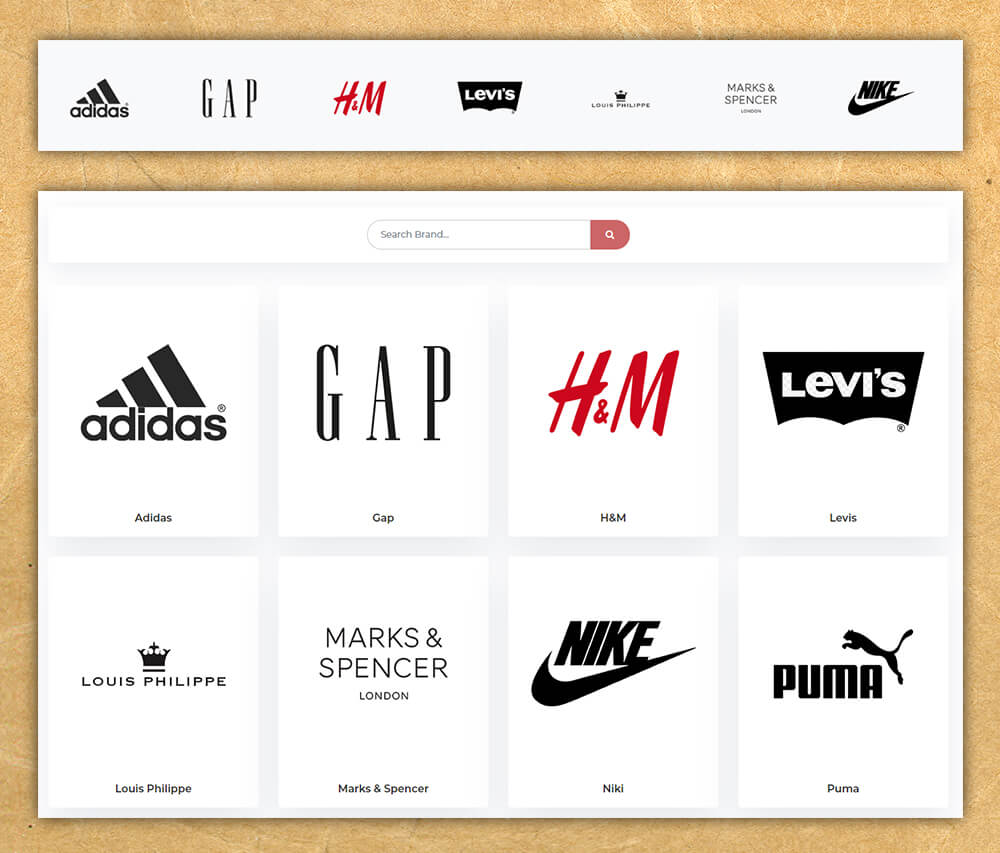 adidas
GAP
H&M
LEVI'S
LOUIS PHILIPPE
MARKS &
SPENCER
LONDON
NIKE
Search Brand...
adidas®
GAP
H&M
LEVI'S
®
Adidas
Gap
H&M
Levis
LOUIS PHILIPPE
MARKS &
SPENCER
LONDON
NIKE
PUMA
Louis Philippe
Marks & Spencer
Niki
Puma